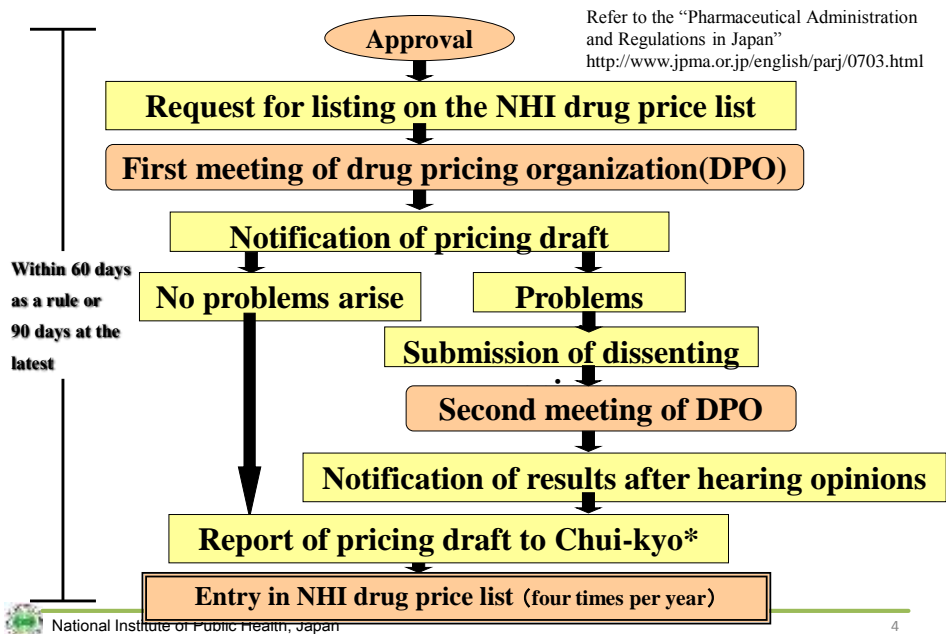 Refer to the “Pharmaceutical Administration
and Regulations in Japan”
http://www.jpma.or.jp/english/parj/0703.html
Approval
Request for listing on the NHI drug price list
First meeting of drug pricing organization(DPO)
Notification of pricing draft
Within 60 days
as a rule or
90 days at the
latest
No problems arise
Problems
Submission of dissenting
.
Second meeting of DPO
Notification of results after hearing opinions
Report of pricing draft to Chui-kyo*
Entry in NHI drug price list（four times per year）
National Institute of Public Health, Japan
4